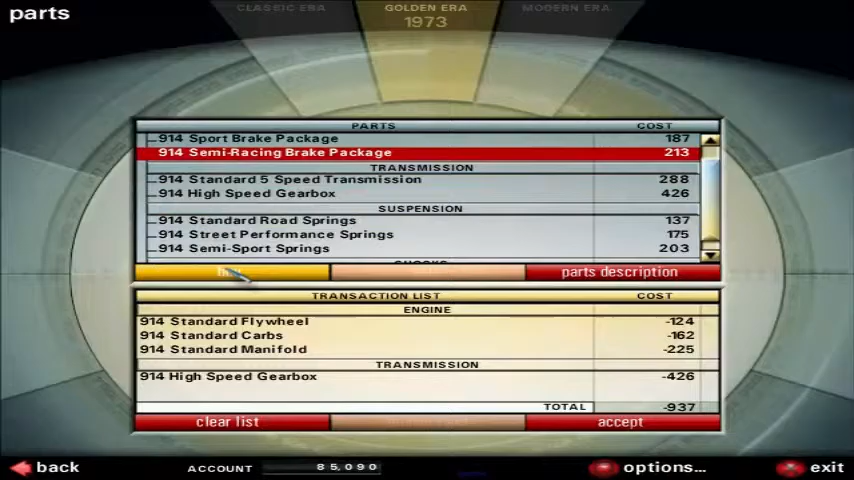 parts
CLASSIC ERA
GOLDEN ERA
MODERN ERA
1973
PARTS COST
914 Sport Brake Package 187
914 Semi-Racing Brake Package 213
TRANSMISSION
914 Standard 5 Speed Transmission 288
914 High Speed Gearbox 426
SUSPENSION
914 Standard Road Springs 137
914 Street Performance Springs 175
914 Semi-Sport Springs 203
parts description
TRANSACTION LIST COST
ENGINE
914 Standard Flywheel -124
914 Standard Carbs -162
914 Standard Manifold -225
TRANSMISSION
914 High Speed Gearbox -426
TOTAL -937
clear list
accept
back
ACCOUNT 85,090
options...
exit